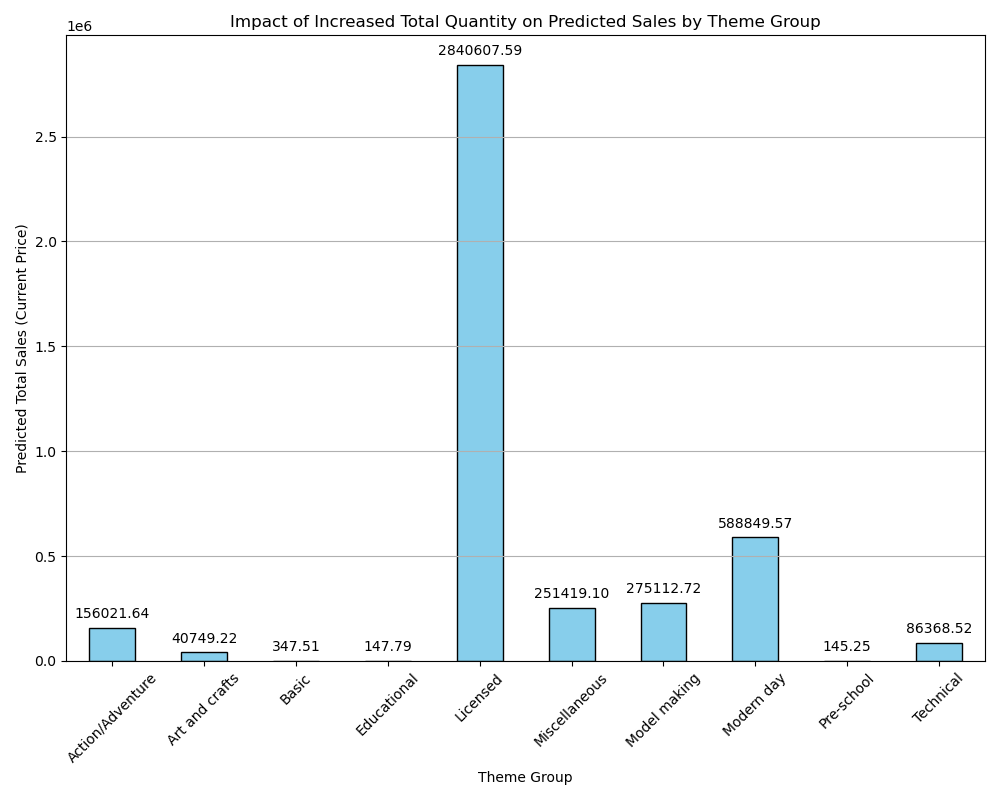 Impact of Increased Total Quantity on Predicted Sales by Theme Group
1e6
Predicted Total Sales (Current Price)
2.5
2.0
1.5
1.0
0.5
0.0
156021.64
40749.22
347.51
147.79
2840607.59
251419.10
275112.72
588849.57
145.25
86368.52
Action/Adventure
Art and crafts
Basic
Educational
Licensed
Miscellaneous
Model making
Modern day
Pre-school
Technical
Theme Group